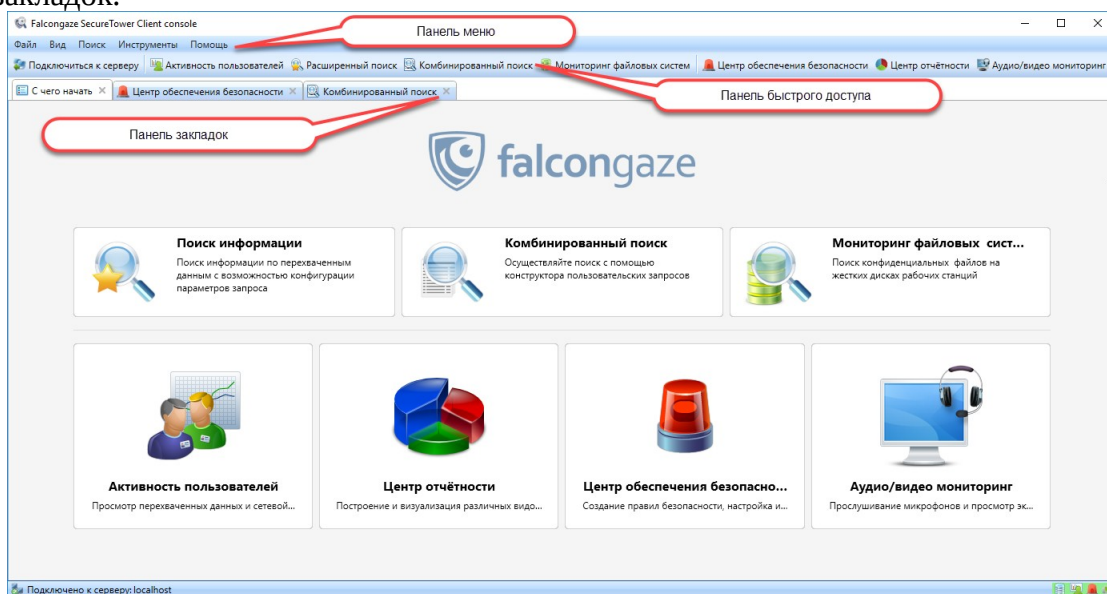 закладок.
Falcongaze SecureTower Client console
Панель меню
Файл Вид Поиск Инструменты Помощь
Подключиться к серверу Активность пользователей Расширенный поиск Комбинированный поиск Мониторинг файловых систем Центр обеспечения безопасности Центр отчётности Аудио/видео мониторинг
С чего начать Центр обеспечения безопасности Комбинированный поиск
Панель быстрого доступа
Панель закладок
falcongaze
Поиск информации
Поиск информации по перехваченным
данным с возможностью конфигурации
параметров запроса
Комбинированный поиск
Осуществляйте поиск с помощью
конструктора пользовательских запросов
Мониторинг файловых сист...
Поиск конфиденциальных файлов на
жестких дисках рабочих станций
Активность пользователей
Просмотр перехваченных данных и сетевой...
Центр отчётности
Построение и визуализация различных видо...
Центр обеспечения безопасно...
Создание правил безопасности, настройка и...
Аудио/видео мониторинг
Прослушивание микрофонов и просмотр эк...
Подключено к серверу: localhost